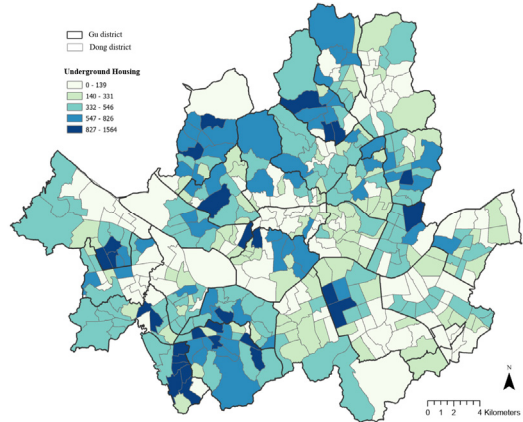 Gu district
Dong district
Underground Housing
0 - 139
140 - 331
332 - 546
547 - 826
827 - 1564
N
0 1 2 4 Kilometers